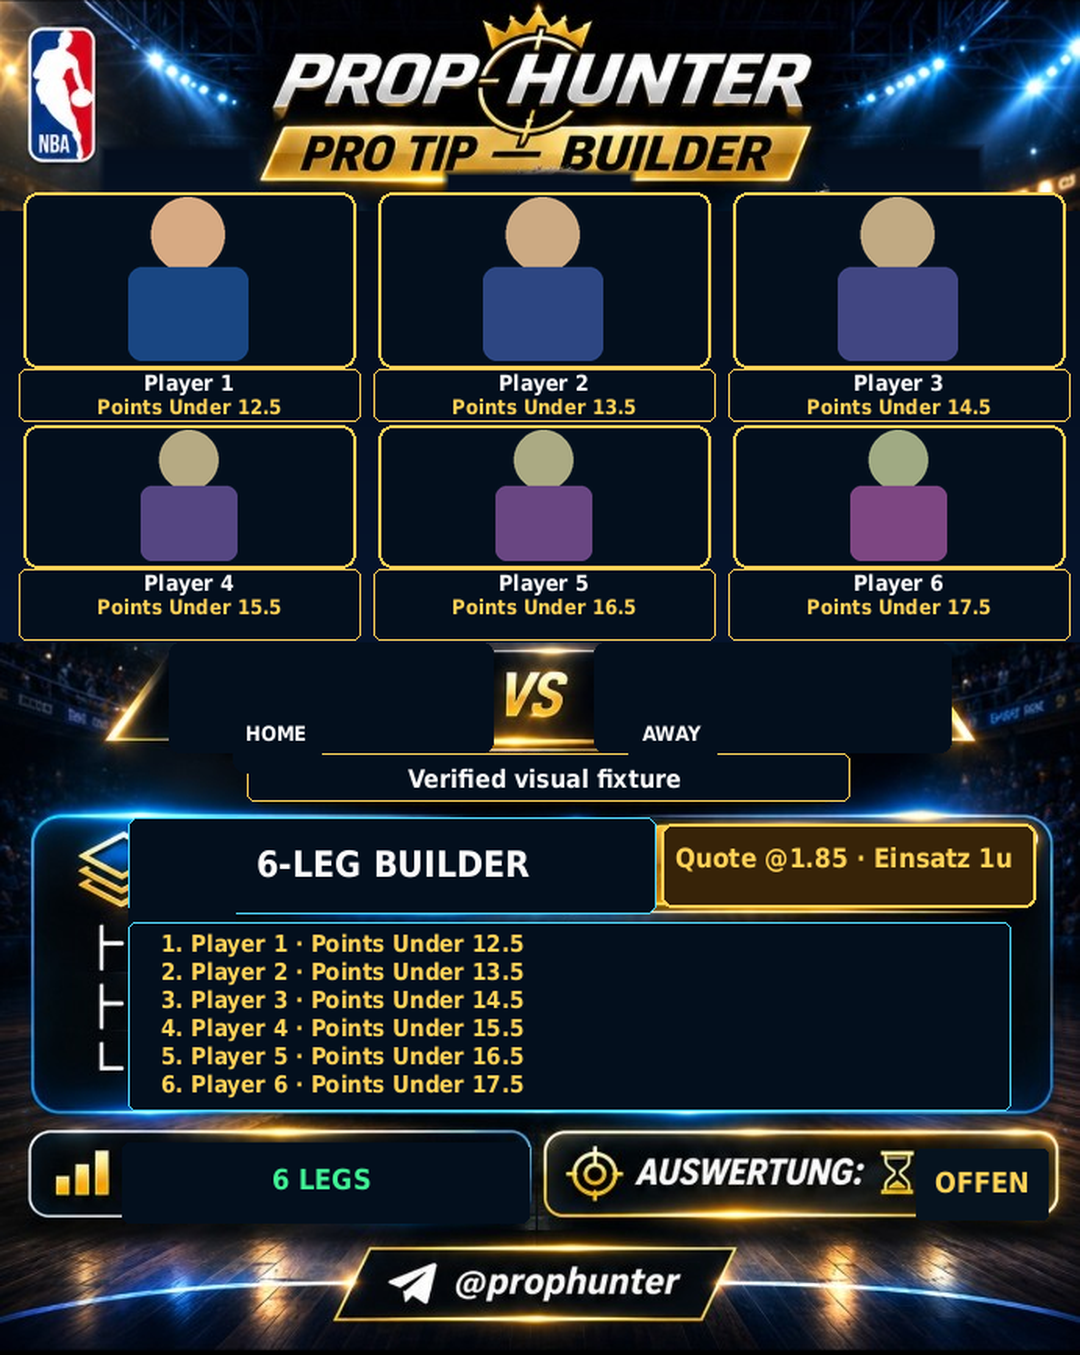 NBA
PROP HUNTER
PRO TIP — BUILDER
Player 1
Points Under 12.5
Player 2
Points Under 13.5
Player 3
Points Under 14.5
Player 4
Points Under 15.5
Player 5
Points Under 16.5
Player 6
Points Under 17.5
HOME
VS
AWAY
Verified visual fixture
6-LEG BUILDER
Quote @1.85 · Einsatz 1u
1. Player 1 · Points Under 12.5
2. Player 2 · Points Under 13.5
3. Player 3 · Points Under 14.5
4. Player 4 · Points Under 15.5
5. Player 5 · Points Under 16.5
6. Player 6 · Points Under 17.5
6 LEGS
AUSWERTUNG: OFFEN
@prophunter